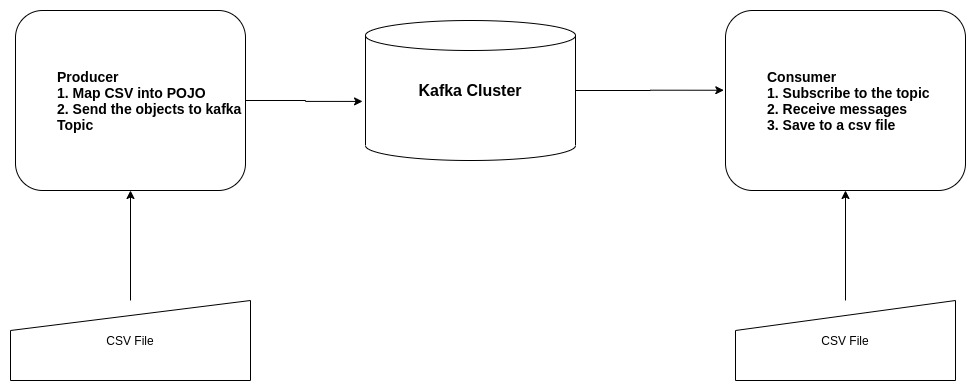 Producer
1. Map CSV into POJO
2. Send the objects to kafka
Topic
Kafka Cluster
Consumer
1. Subscribe to the topic
2. Receive messages
3. Save to a csv file
CSV File
CSV File